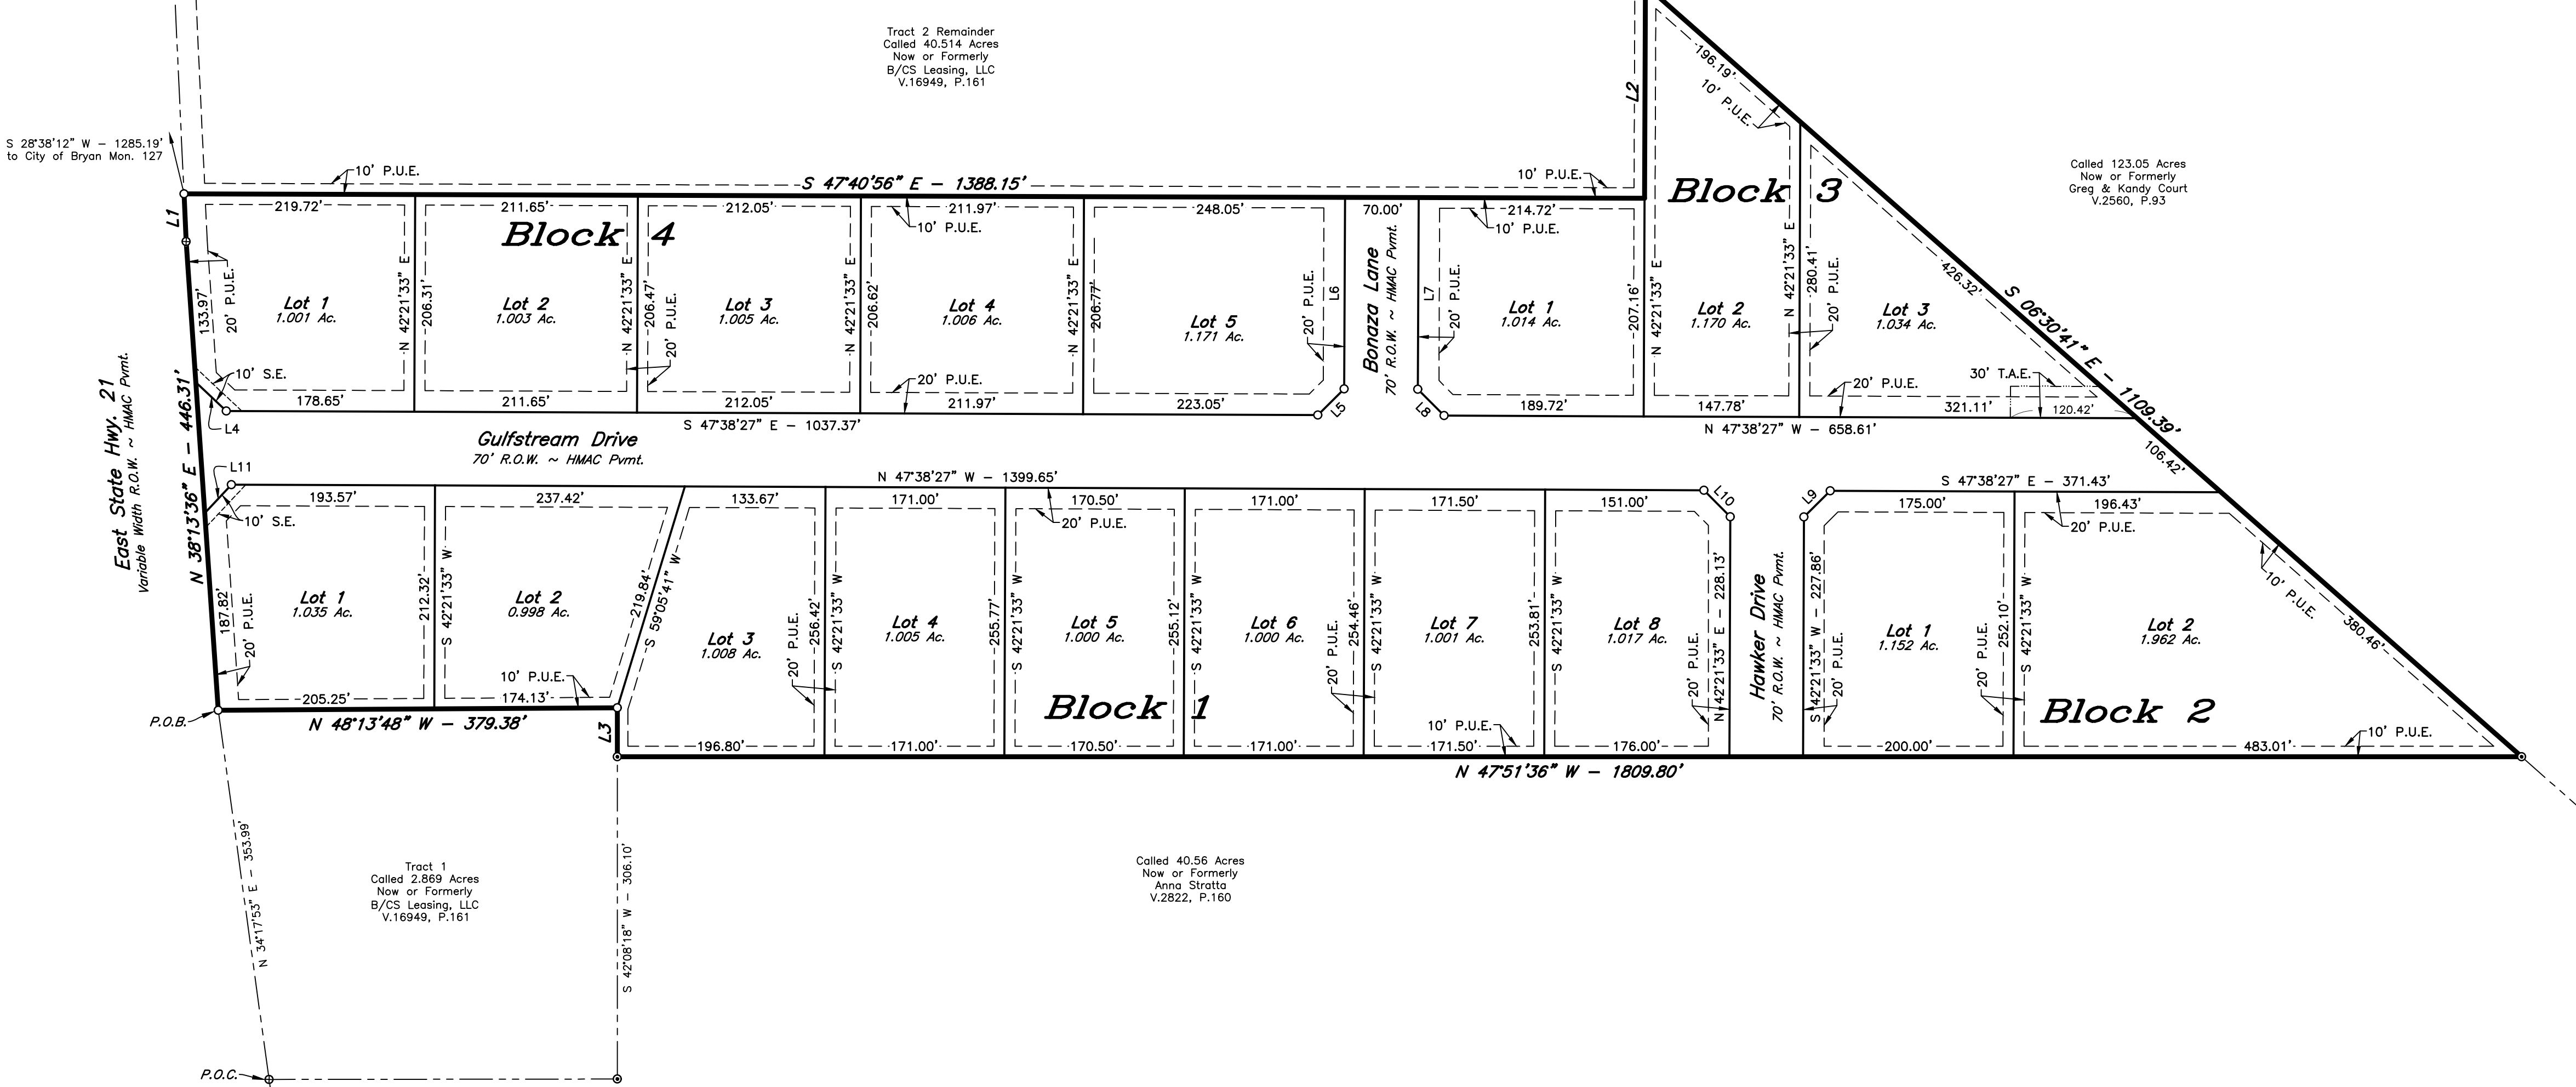 Tract 2 Remainder
Called 40.514 Acres
Now or Formerly
B/CS Leasing, LLC
V.16949, P.161
L2
196.19'
10' P.U.E.
S 28°38'12" W - 1285.19'
to City of Bryan Mon. 127
10' P.U.E.
S 47°40'56" E - 1388.15'
10' P.U.E.
Block 3
Called 123.05 Acres
Now or Formerly
Greg & Kandy Court
V.2560, P.93
L1
219.72'
211.65'
212.05'
211.97'
248.05'
70.00'
214.72'
Block 4
10' P.U.E.
10' P.U.E.
133.97'
20' P.U.E.
Lot 1
1.001 Ac.
N 42°21'33" E
206.31'
Lot 2
1.003 Ac.
N 42°21'33" E
206.47'
20' P.U.E.
Lot 3
1.005 Ac.
N 42°21'33" E
206.62'
Lot 4
1.006 Ac.
N 42°21'33" E
206.77'
Lot 5
1.171 Ac.
20' P.U.E.
L6
Bonaza Lane
70' R.O.W. ~ HMAC Pvmt.
L7
20' P.U.E.
Lot 1
1.014 Ac.
207.16'
N 42°21'33" E
Lot 2
1.170 Ac.
N 42°21'33" E
280.41'
20' P.U.E.
Lot 3
1.034 Ac.
426.32'
S 06°30'41" E - 1109.39'
10' S.E.
20' P.U.E.
20' P.U.E.
30' T.A.E.
178.65'
211.65'
212.05'
211.97'
223.05'
L5
L8
189.72'
147.78'
321.11'
120.42'
L4
S 47°38'27" E - 1037.37'
N 47°38'27" W - 658.61'
106.42'
Gulfstream Drive
70' R.O.W. ~ HMAC Pvmt.
East State Hwy. 21
Variable Width R.O.W. ~ HMAC Pvmt.
N 38°13'36" E - 446.31'
L11
N 47°38'27" W - 1399.65'
S 47°38'27" E - 371.43'
193.57'
237.42'
133.67'
171.00'
170.50'
171.00'
171.50'
151.00'
L10
L9
175.00'
196.43'
10' S.E.
20' P.U.E.
20' P.U.E.
187.82'
20' P.U.E.
Lot 1
1.035 Ac.
212.32'
S 42°21'33" W
Lot 2
0.998 Ac.
219.84'
S 59°05'41" W
Lot 3
1.008 Ac.
20' P.U.E.
256.42'
S 42°21'33" W
Lot 4
1.005 Ac.
255.77'
S 42°21'33" W
Lot 5
1.000 Ac.
255.12'
S 42°21'33" W
Lot 6
1.000 Ac.
20' P.U.E.
254.46'
S 42°21'33" W
Lot 7
1.001 Ac.
253.81'
S 42°21'33" W
Lot 8
1.017 Ac.
20' P.U.E.
N 42°21'33" E - 228.13'
Hawker Drive
70' R.O.W. ~ HMAC Pvmt.
S 42°21'33" W - 227.86'
20' P.U.E.
Lot 1
1.152 Ac.
20' P.U.E.
252.10'
S 42°21'33" W
Lot 2
1.962 Ac.
10' P.U.E.
380.46'
10' P.U.E.
Block 1
Block 2
205.25'
174.13'
P.O.B.
N 48°13'48" W - 379.38'
L3
196.80'
171.00'
170.50'
171.00'
10' P.U.E.
171.50'
176.00'
200.00'
483.01'
10' P.U.E.
N 47°51'36" W - 1809.80'
N 34°17'53" E - 353.99'
Tract 1
Called 2.869 Acres
Now or Formerly
B/CS Leasing, LLC
V.16949, P.161
S 42°08'18" W - 306.10'
Called 40.56 Acres
Now or Formerly
Anna Stratta
V.2822, P.160
P.O.C.